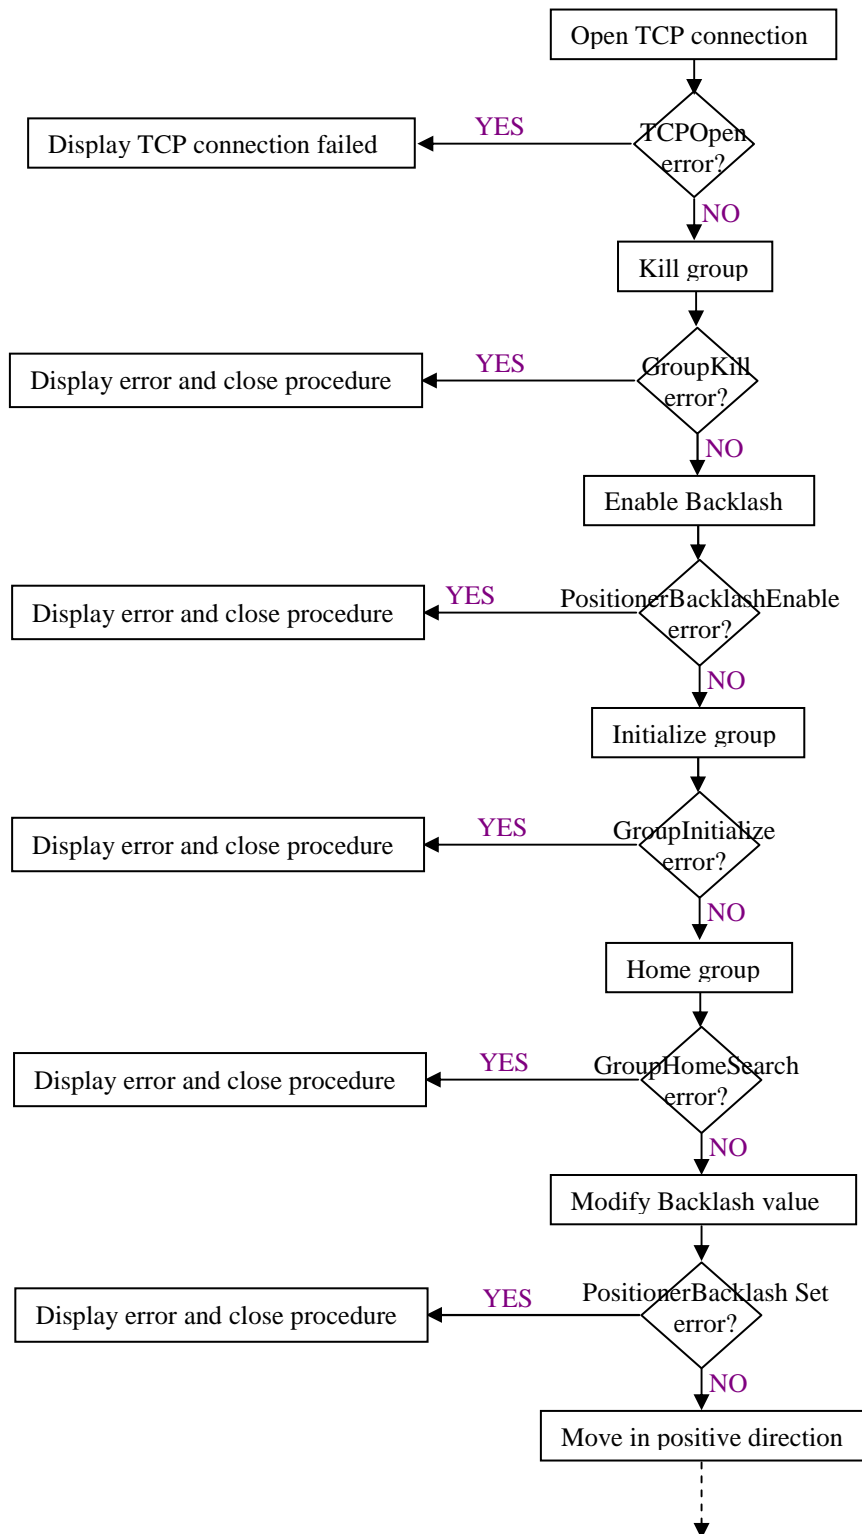 Open TCP connection
YES
TCPOpen
error?
Display TCP connection failed
NO
Kill group
YES
GroupKill
error?
Display error and close procedure
NO
Enable Backlash
YES
PositionerBacklashEnable
error?
Display error and close procedure
NO
Initialize group
YES
GroupInitialize
error?
Display error and close procedure
NO
Home group
YES
GroupHomeSearch
error?
Display error and close procedure
NO
Modify Backlash value
YES
PositionerBacklash Set
error?
Display error and close procedure
NO
Move in positive direction